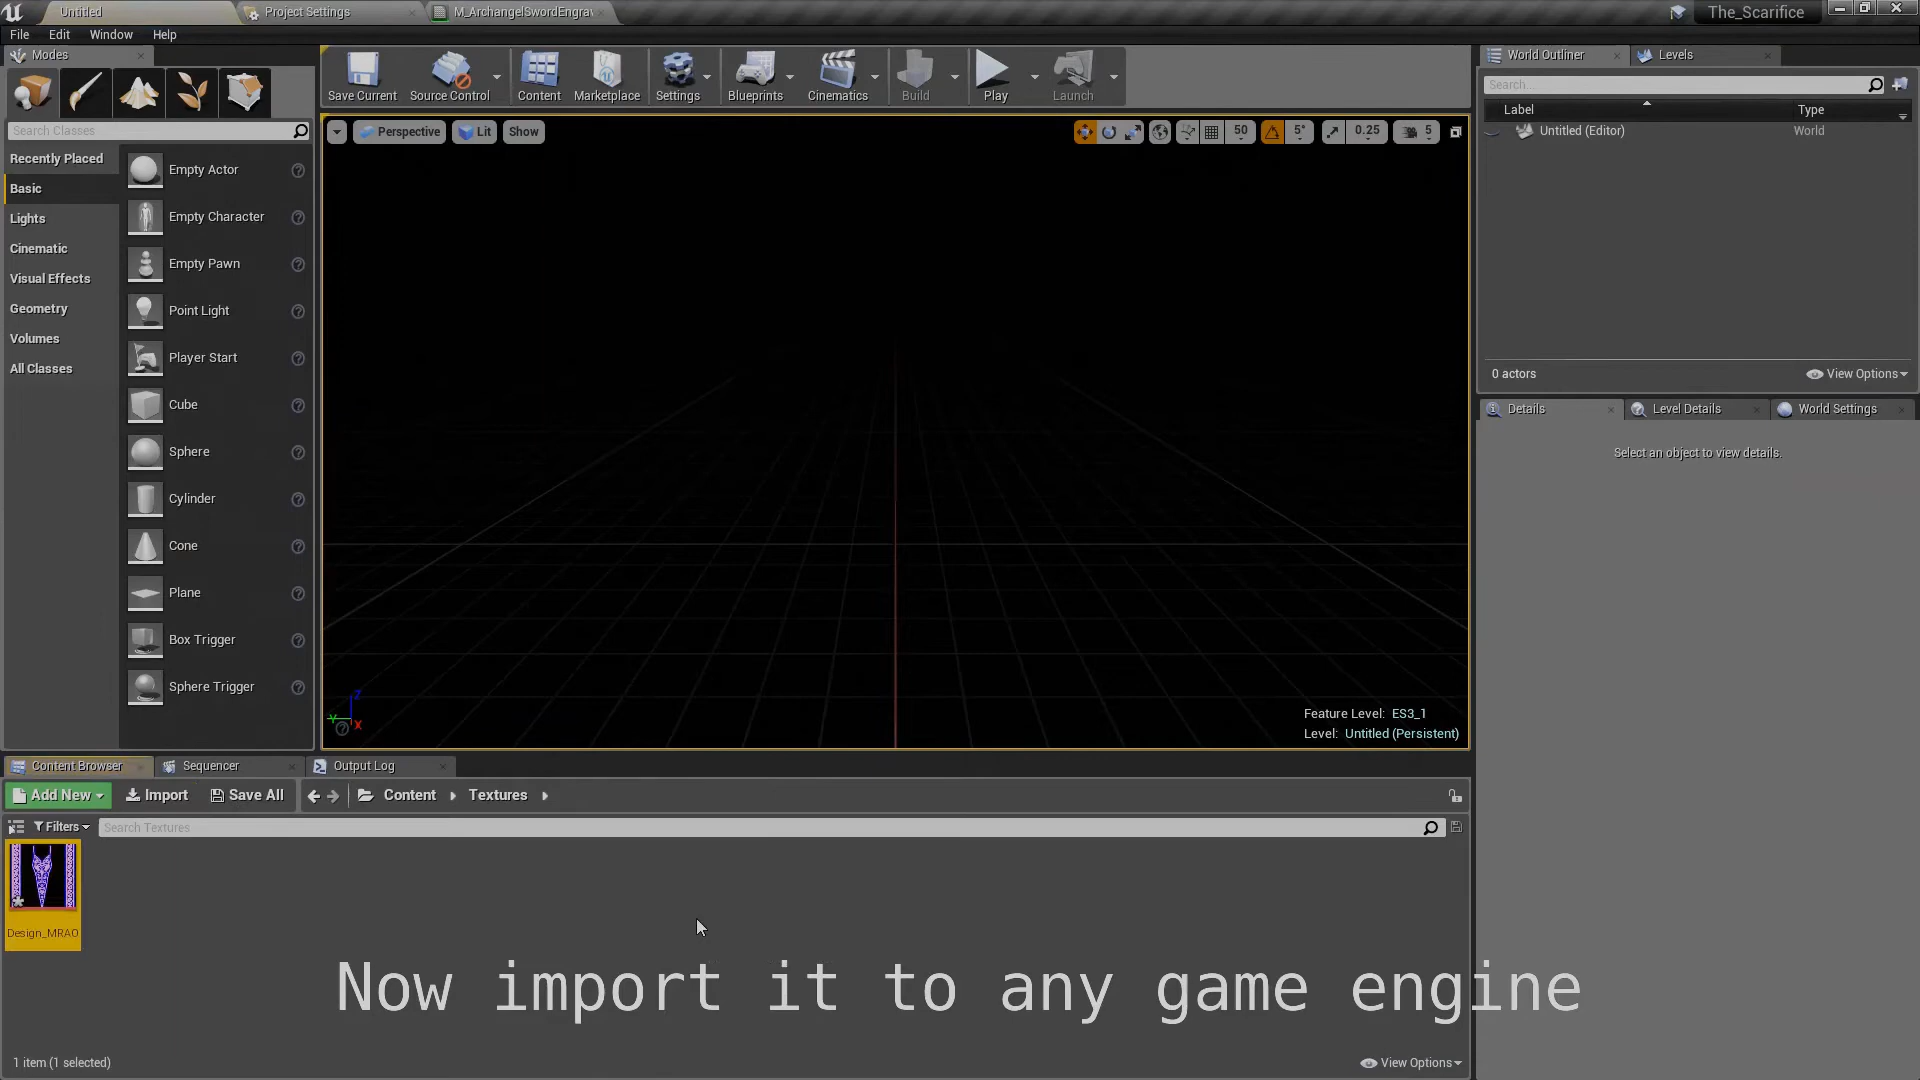 Untitled
Project Settings
M_ArchangelSwordEngrav
The_Scarifice
File Edit Window Help
Modes
Save Current
Source Control
Content
Marketplace
Settings
Blueprints
Cinematics
Build
Play
Launch
World Outliner
Levels
Search...
Label Type
Untitled (Editor) World
0 actors
View Options
Search Classes
Recently Placed
Basic
Lights
Cinematic
Visual Effects
Geometry
Volumes
All Classes
Empty Actor
Empty Character
Empty Pawn
Point Light
Player Start
Cube
Sphere
Cylinder
Cone
Plane
Box Trigger
Sphere Trigger
Perspective
Lit
Show
50
5°
0.25
5
Z
Y
X
Feature Level: ES3_1
Level: Untitled (Persistent)
Details
Level Details
World Settings
Select an object to view details.
Content Browser
Sequencer
Output Log
Add New
Import
Save All
Content
Textures
Filters
Search Textures
Design_MRAO
Now import it to any game engine
1 item (1 selected)
View Options